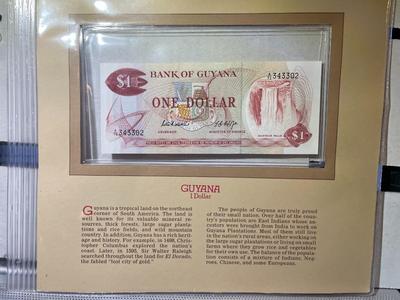 $1
BANK OF GUYANA
A/51 343302
ONE DOLLAR
343302
GOVERNOR
MINISTER OF FINANCE
$1
GUYANA
1 Dollar
Guyana is a tropical land on the northeast
corner of South America. The land is
well known for its valuable mineral re-
sources, thick forests, large sugar planta-
tions and rice fields, and wild mountain
country. In addition, Guyana has a rich herit-
age and history. For example, in 1498, Chris-
topher Columbus explored the nation's
coast. Later, in 1595, Sir Walter Raleigh
searched throughout the land for El Dorado,
the fabled "lost city of gold."
The people of Guyana are truly proud
of their small nation. Over half of the coun-
try's population are East Indians whose an-
cestors were brought from India to work on
Guyana Plantations. Most of them still live
in the nation's rural areas, either working on
the large sugar plantations or living on small
farms where they grow rice and vegetables
for their own use. The balance of the popula-
tion consists of a mixture of Indians, Neg-
roes, Chinese, and some Europeans.